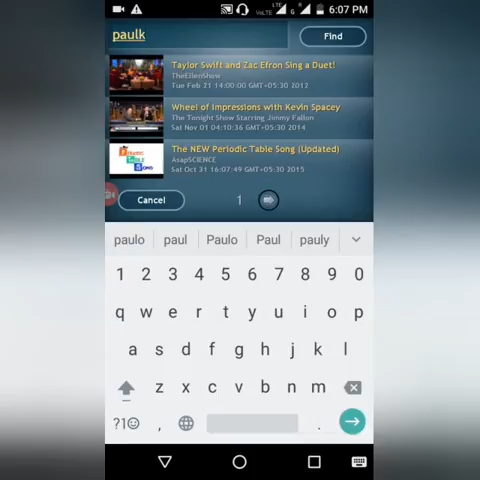 VoLTE LTE G R 6:07 PM
paulk Find
Taylor Swift and Zac Efron Sing a Duet!
TheEllenShow
Tue Feb 21 14:00:00 GMT+05:30 2012
Wheel of Impressions with Kevin Spacey
The Tonight Show Starring Jimmy Fallon
Sat Nov 01 04:10:36 GMT+05:30 2014
The NEW Periodic Table Song (Updated)
AsapSCIENCE
Sat Oct 31 16:07:49 GMT+05:30 2015
Cancel 1
paulo paul Paulo Paul pauly
1 2 3 4 5 6 7 8 9 0
q w e r t y u i o p
a s d f g h j k l
z x c v b n m
?1☺ , .